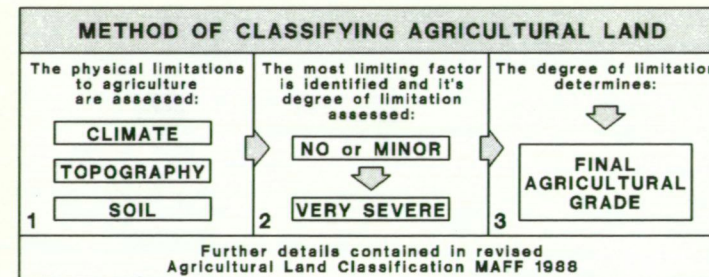 METHOD OF CLASSIFYING AGRICULTURAL LAND
The physical limitations
to agriculture
are assessed:
CLIMATE
TOPOGRAPHY
SOIL
1
The most limiting factor
is identified and it's
degree of limitation
assessed:
NO or MINOR
VERY SEVERE
2
The degree of limitation
determines:
FINAL
AGRICULTURAL
GRADE
3
Further details contained in revised
Agricultural Land Classification MAFF 1988